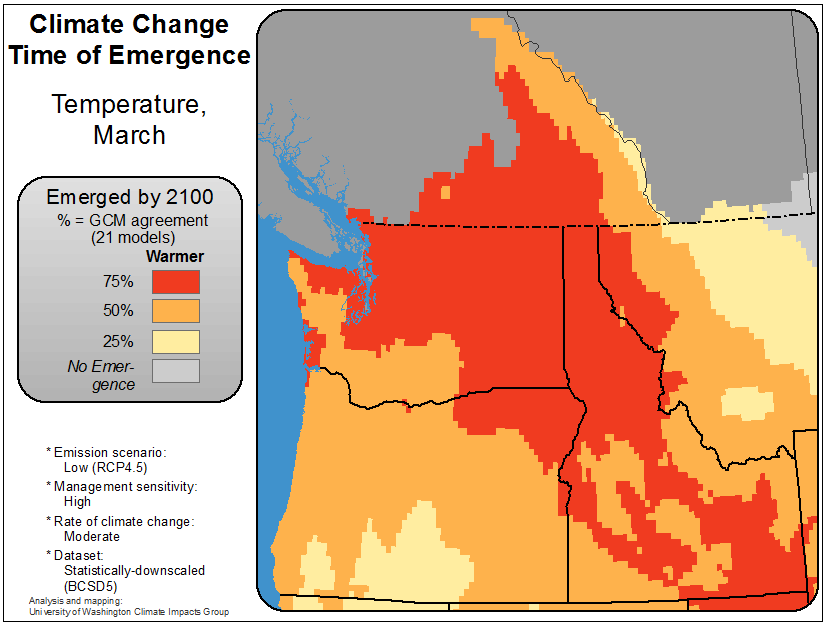 Climate Change
Time of Emergence
Temperature,
March
Emerged by 2100
% = GCM agreement
(21 models)
Warmer
75%
50%
25%
No Emer-
gence
* Emission scenario:
Low (RCP4.5)
* Management sensitivity:
High
* Rate of climate change:
Moderate
* Dataset:
Statistically-downscaled
(BCSD5)
Analysis and mapping:
University of Washington Climate Impacts Group